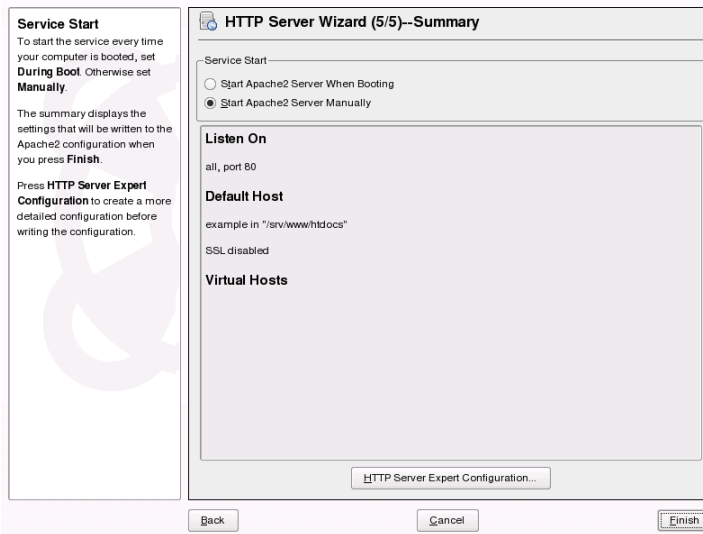 Service Start
To start the service every time
your computer is booted, set
During Boot. Otherwise set
Manually.
The summary displays the
settings that will be written to the
Apache2 configuration when
you press Finish.
Press HTTP Server Expert
Configuration to create a more
detailed configuration before
writing the configuration.
HTTP Server Wizard (5/5)--Summary
Service Start
Start Apache2 Server When Booting
Start Apache2 Server Manually
Listen On
all, port 80
Default Host
example in "/srv/www/htdocs"
SSL disabled
Virtual Hosts
HTTP Server Expert Configuration...
Back
Cancel
Finish